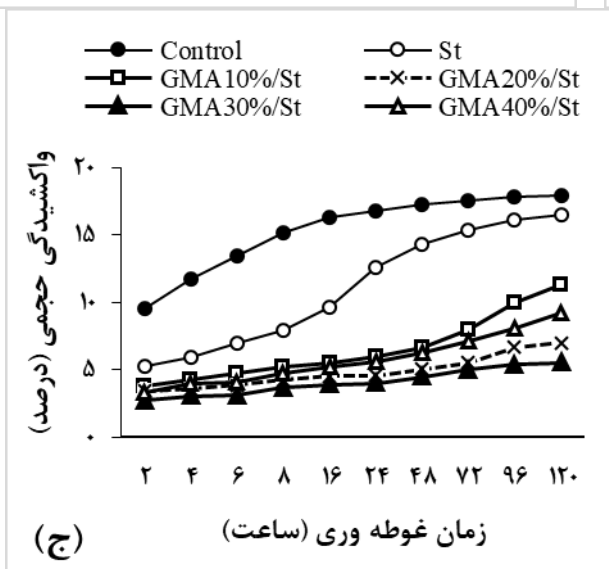 Control St
GMA10%/St GMA20%/St
GMA30%/St GMA40%/St
واکشیدگی حجمی (درصد)
۲۰
۱۵
۱۰
۵
۰
۲ ۴ ۶ ۸ ۱۶ ۲۴ ۴۸ ۷۲ ۹۶ ۱۲۰
زمان غوطه وری (ساعت)
(ج)